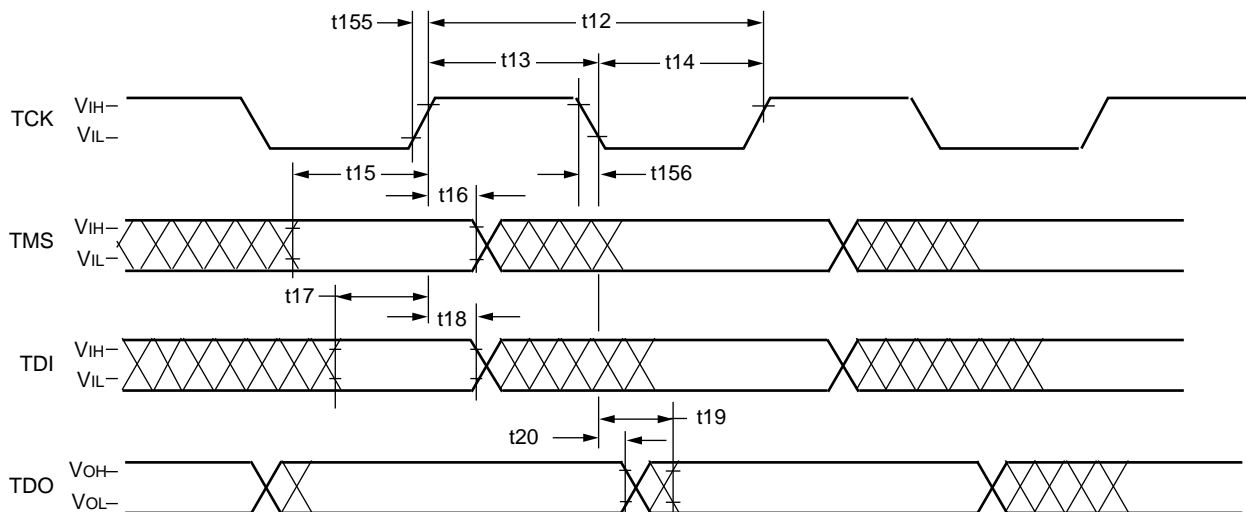 t155
t12
t13
t14
TCK
VIH
VIL
t15
t16
t156
TMS
VIH
VIL
t17
t18
TDI
VIH
VIL
t19
t20
TDO
VOH
VOL